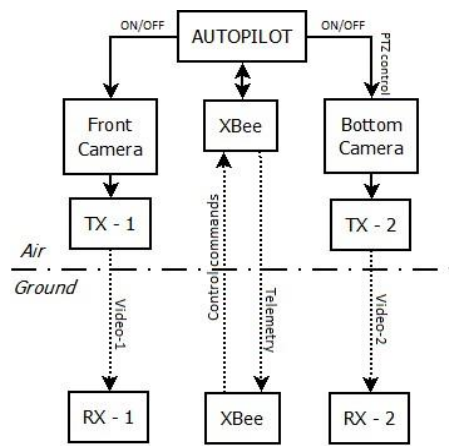 ON/OFF
AUTOPILOT
ON/OFF
PTZ control
Front
Camera
XBee
Bottom
Camera
TX - 1
TX - 2
Air
Ground
Control commands
Video-1
Telemetry
Video-2
RX - 1
XBee
RX - 2